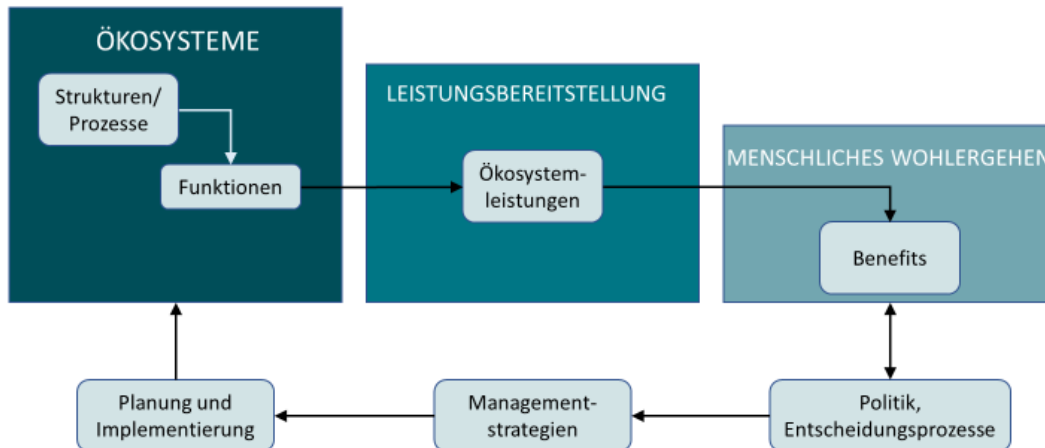 ÖKOSYSTEME
Strukturen/
Prozesse
Funktionen
LEISTUNGSBEREITSTELLUNG
Ökosystem-
leistungen
MENSCHLICHES WOHLERGEHEN
Benefits
Planung und
Implementierung
Management-
strategien
Politik,
Entscheidungsprozesse